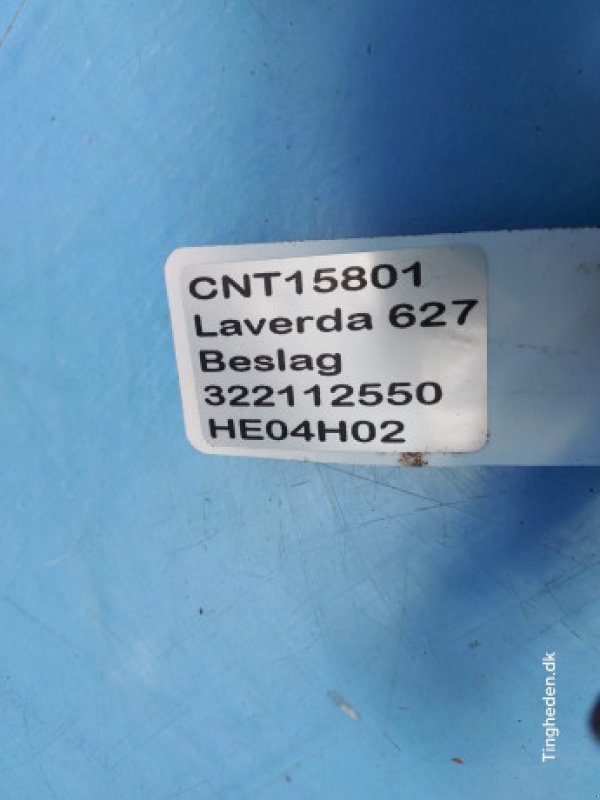 CNT15801
Laverda 627
Beslag
322112550
HE04H02
Tingheden.dk